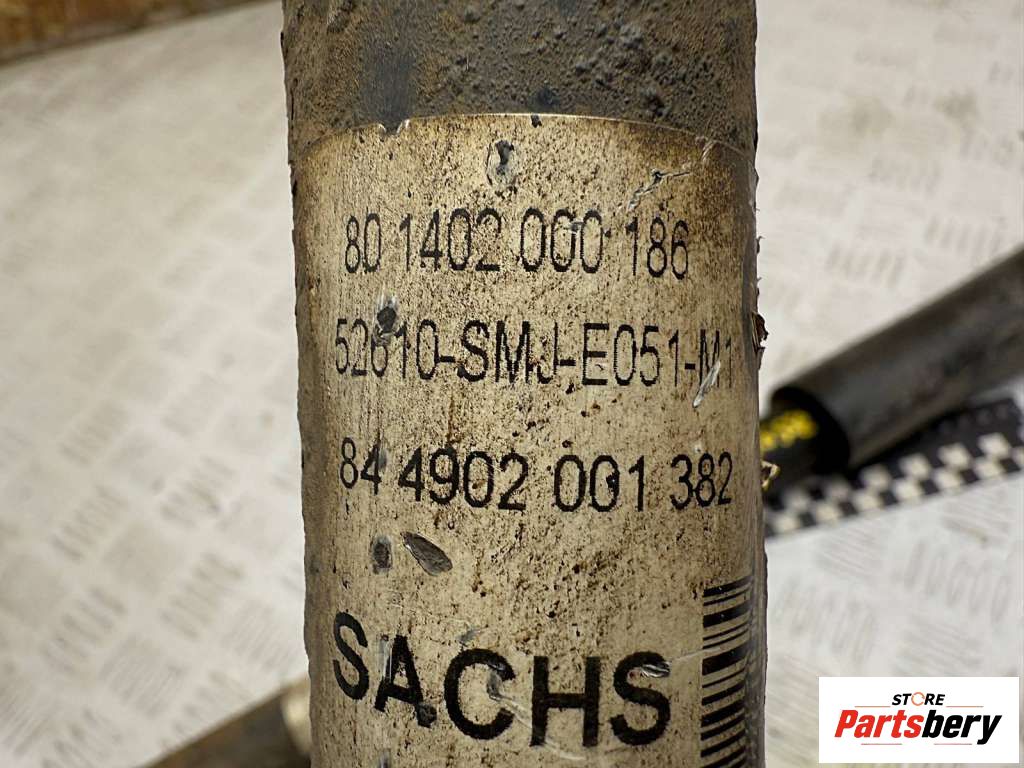 80 1402 000 186
52610-SMJ-E051-M1
84 4902 001 382
SACHS
STORE
Partsbery